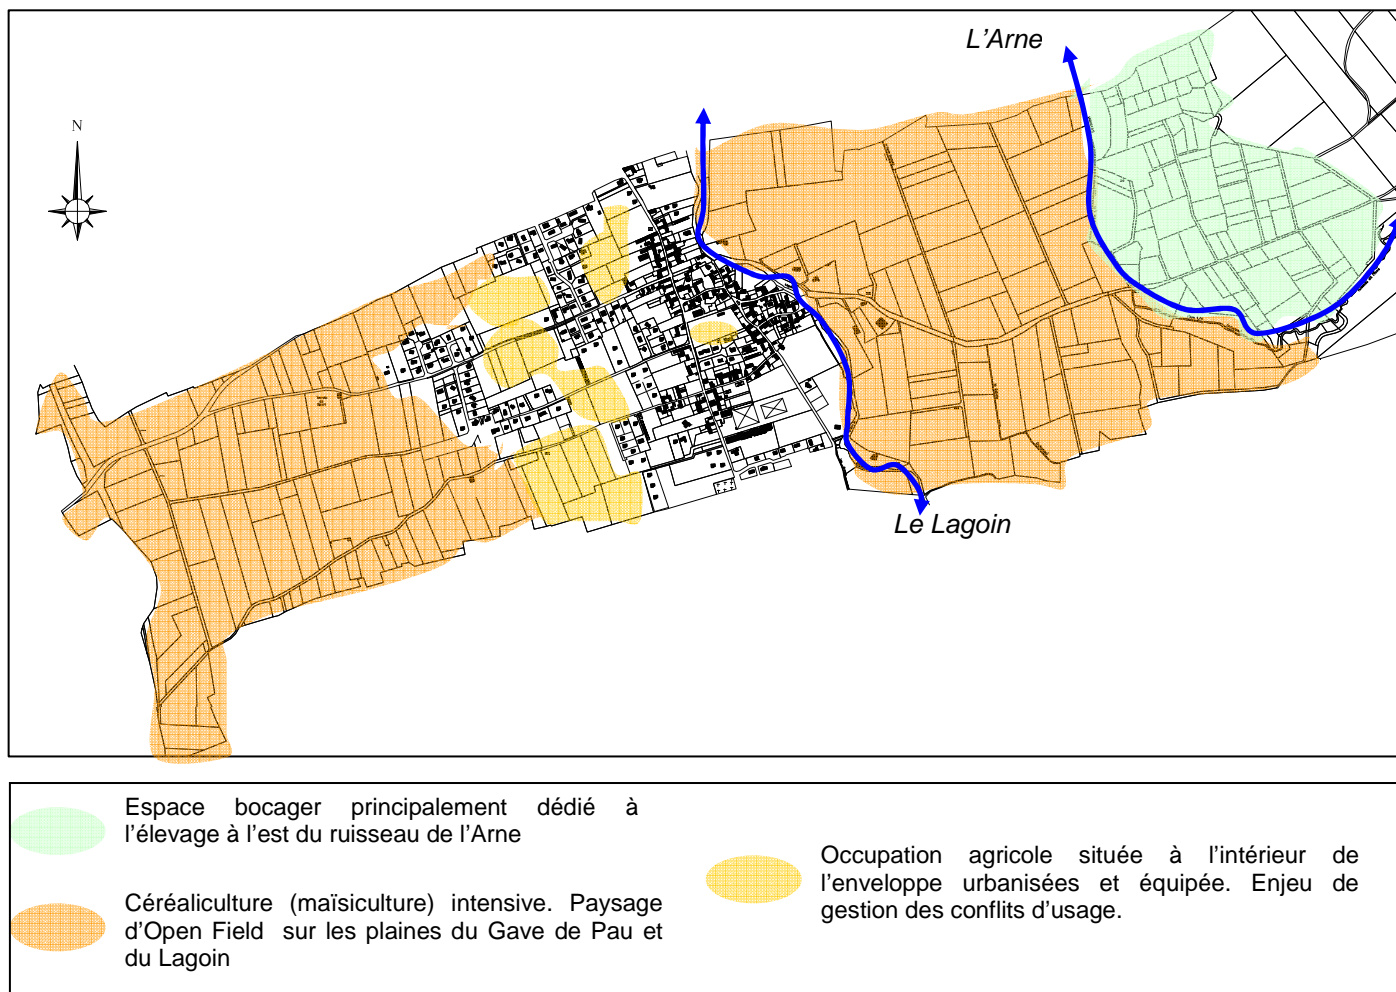 L'Arne
N
Le Lagoin
Espace bocager principalement dédié à
l'élevage à l'est du ruisseau de l'Arne
Céréaliculture (maïsiculture) intensive. Paysage
d'Open Field sur les plaines du Gave de Pau et
du Lagoin
Occupation agricole située à l'intérieur de
l'enveloppe urbanisées et équipée. Enjeu de
gestion des conflits d'usage.